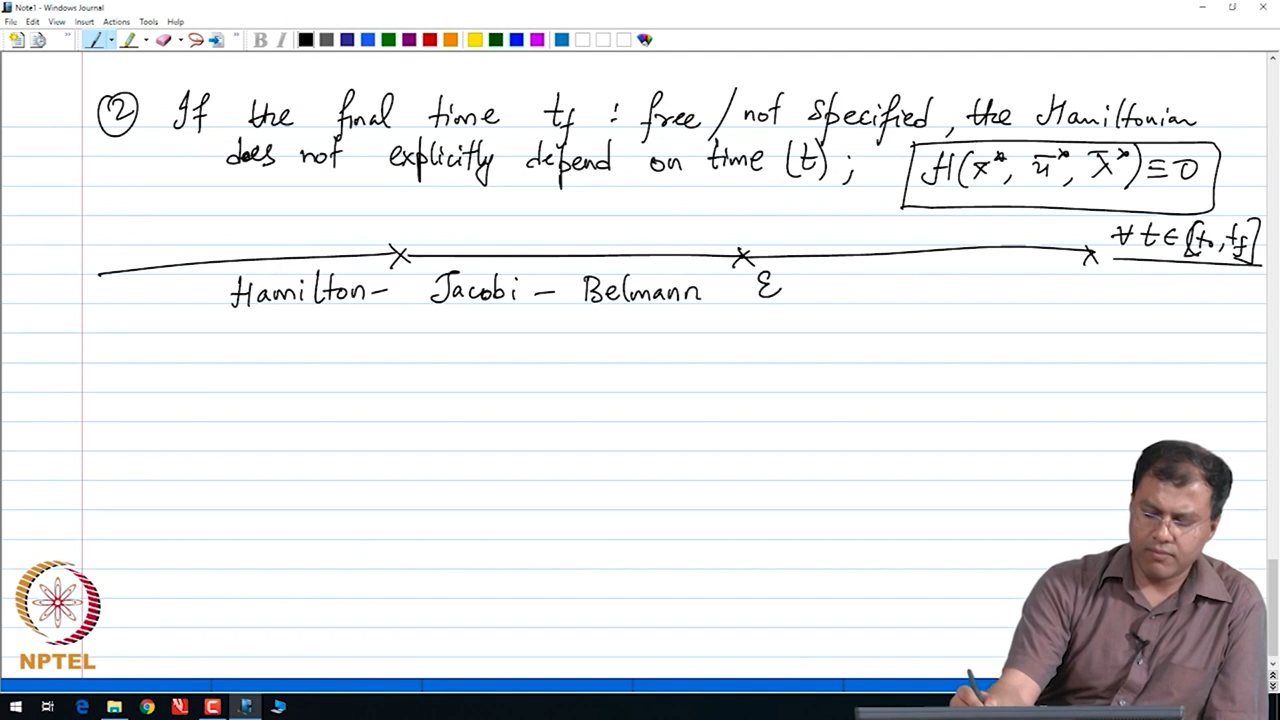 Note1 - Windows Journal
File Edit View Insert Actions Tools Help
B I
② If the final time tf : free / not specified, the Hamiltonian
does not explicitly depend on time (t) ; H(x̄*, ū*, λ̄*) ≡ 0
∀ t ∈ [t₀, tf]
Hamilton - Jacobi - Belmann E
NPTEL